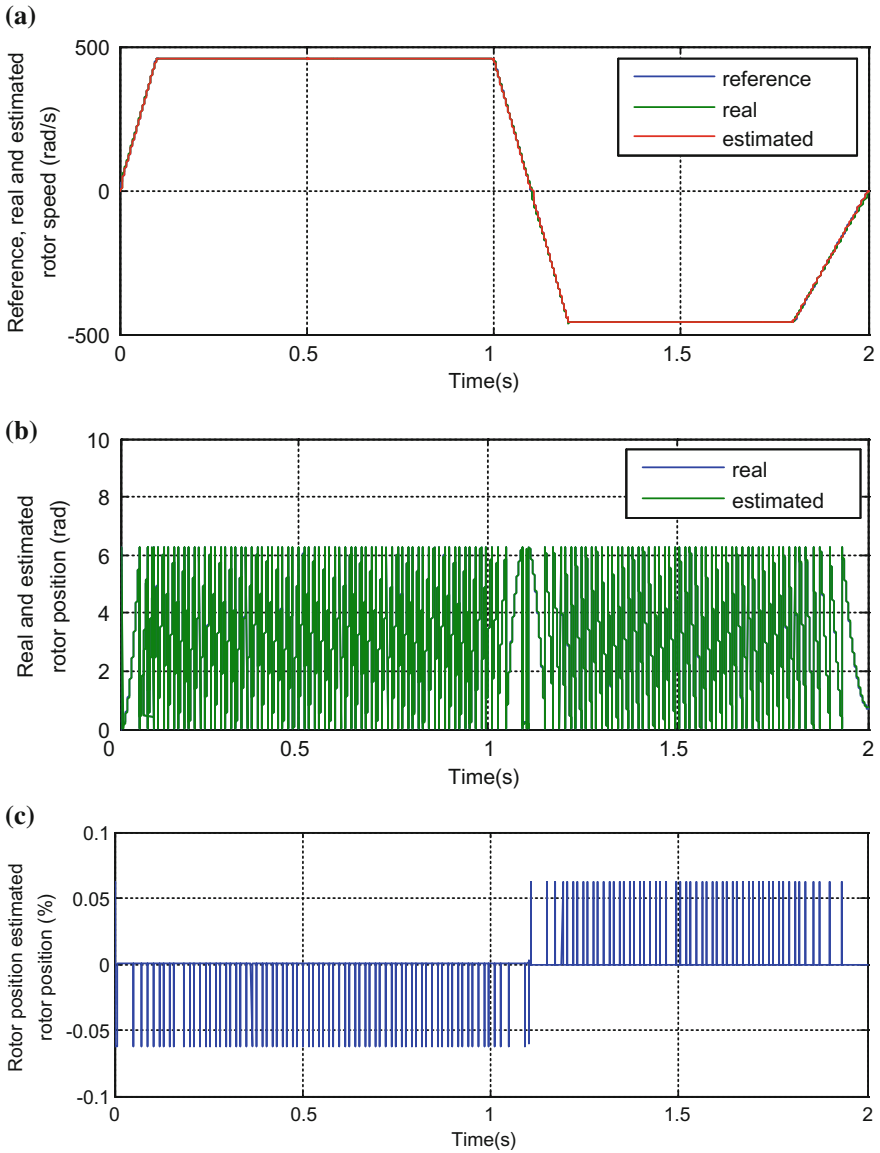 (a)
Reference, real and estimated
rotor speed (rad/s)
500
0
-500
reference
real
estimated
0
0.5
1
1.5
2
Time(s)
(b)
Real and estimated
rotor position (rad)
10
8
6
4
2
0
real
estimated
0
0.5
1
1.5
2
Time(s)
(c)
Rotor position estimated
rotor position (%)
0.1
0.05
0
-0.05
-0.1
0
0.5
1
1.5
2
Time(s)